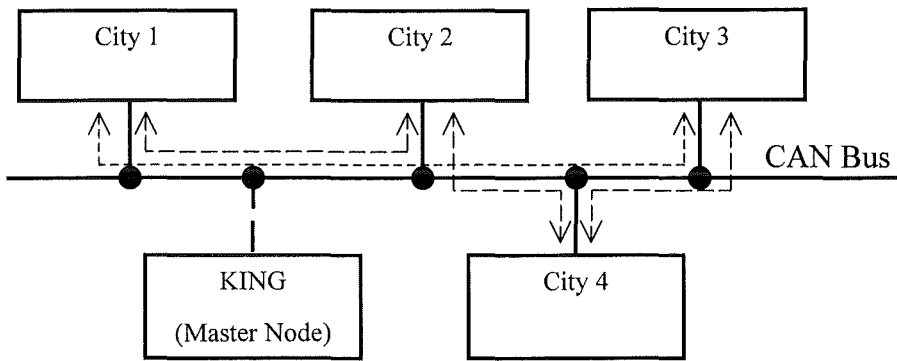 City 1
City 2
City 3
CAN Bus
KING
(Master Node)
City 4